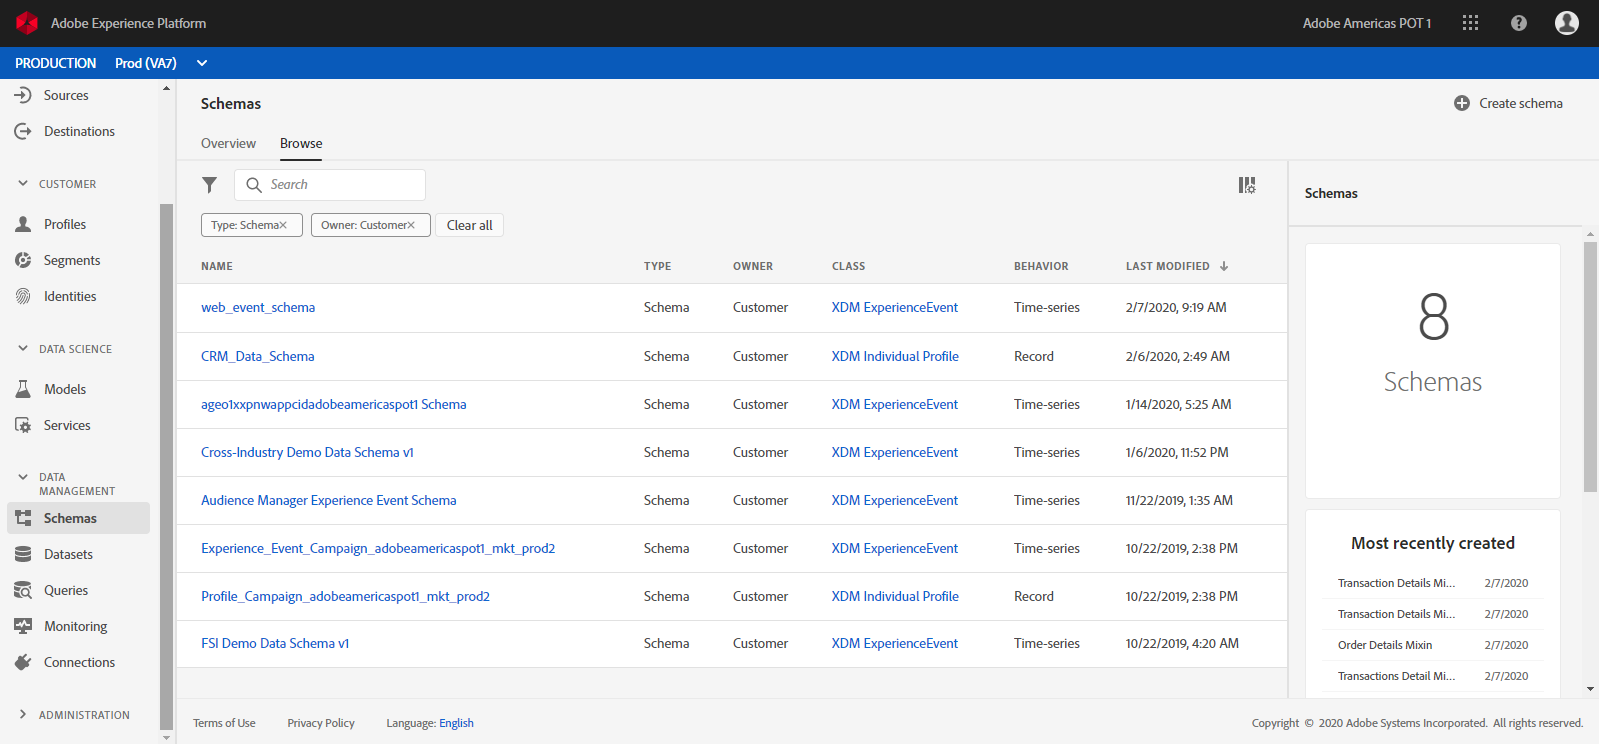 Adobe Experience Platform
Adobe Americas POT 1
PRODUCTION Prod (VA7)
Sources
Destinations
CUSTOMER
Profiles
Segments
Identities
DATA SCIENCE
Models
Services
DATA
MANAGEMENT
Schemas
Datasets
Queries
Monitoring
Connections
ADMINISTRATION
Schemas
Create schema
Overview Browse
Search
Type: Schema× Owner: Customer× Clear all
NAME TYPE OWNER CLASS BEHAVIOR LAST MODIFIED ↓
web_event_schema Schema Customer XDM ExperienceEvent Time-series 2/7/2020, 9:19 AM
CRM_Data_Schema Schema Customer XDM Individual Profile Record 2/6/2020, 2:49 AM
ageo1xxpnwappcidadobeamericaspot1 Schema Schema Customer XDM ExperienceEvent Time-series 1/14/2020, 5:25 AM
Cross-Industry Demo Data Schema v1 Schema Customer XDM ExperienceEvent Time-series 1/6/2020, 11:52 PM
Audience Manager Experience Event Schema Schema Customer XDM ExperienceEvent Time-series 11/22/2019, 1:35 AM
Experience_Event_Campaign_adobeamericaspot1_mkt_prod2 Schema Customer XDM ExperienceEvent Time-series 10/22/2019, 2:38 PM
Profile_Campaign_adobeamericaspot1_mkt_prod2 Schema Customer XDM Individual Profile Record 10/22/2019, 2:38 PM
FSI Demo Data Schema v1 Schema Customer XDM ExperienceEvent Time-series 10/22/2019, 4:20 AM
Schemas
8
Schemas
Most recently created
Transaction Details Mi... 2/7/2020
Transaction Details Mi... 2/7/2020
Order Details Mixin 2/7/2020
Transactions Detail Mi... 2/7/2020
Terms of Use Privacy Policy Language: English
Copyright © 2020 Adobe Systems Incorporated. All rights reserved.